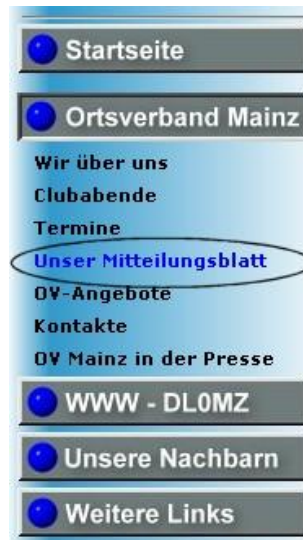 Startseite
Ortsverband Mainz
Wir über uns
Clubabende
Termine
Unser Mitteilungsblatt
OV-Angebote
Kontakte
OV Mainz in der Presse
WWW - DL0MZ
Unsere Nachbarn
Weitere Links